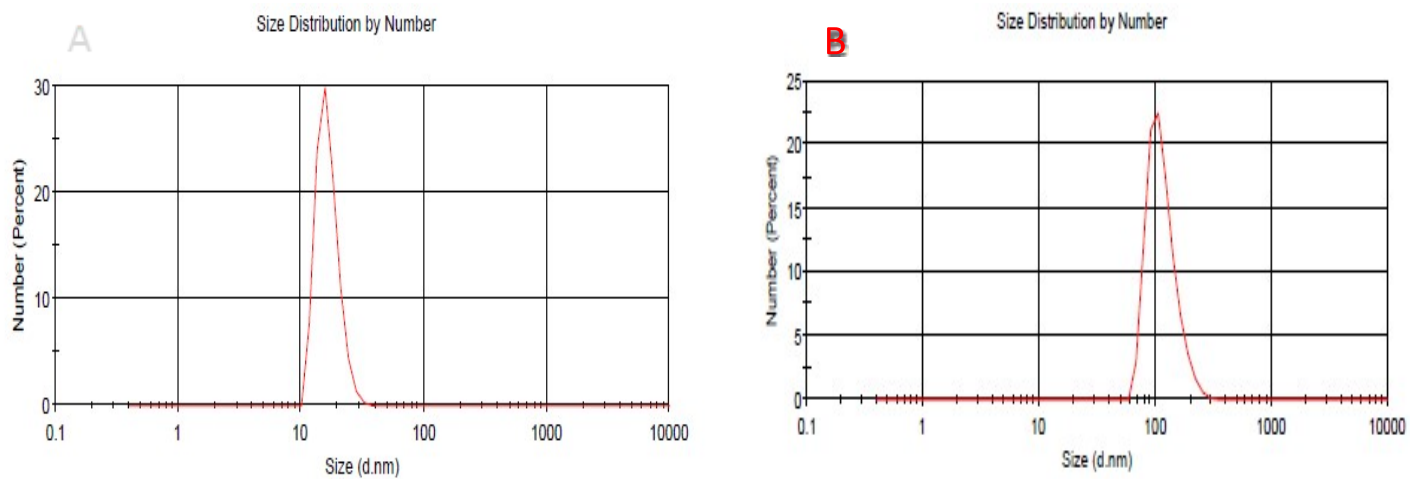 A
Size Distribution by Number
30
20
10
0
Number (Percent)
0.1 1 10 100 1000 10000
Size (d.nm)
B
Size Distribution by Number
25
20
15
10
5
0
Number (Percent)
0.1 1 10 100 1000 10000
Size (d.nm)